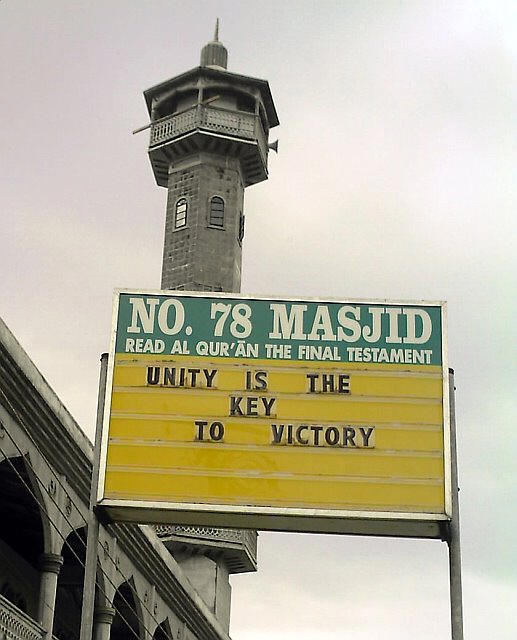 NO. 78 MASJID
READ AL QUR'ĀN THE FINAL TESTAMENT
UNITY IS THE
KEY
TO VICTORY